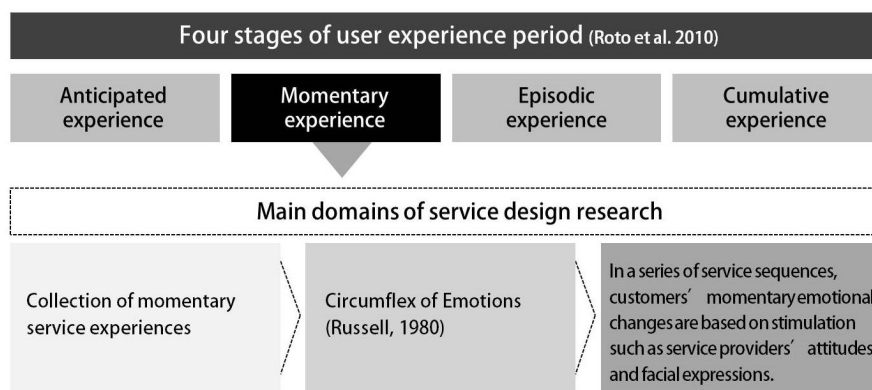 Four stages of user experience period (Roto et al. 2010)
Anticipated
experience
Momentary
experience
Episodic
experience
Cumulative
experience
Main domains of service design research
Collection of momentary
service experiences
Circumflex of Emotions
(Russell, 1980)
In a series of service sequences,
customers′ momentary emotional
changes are based on stimulation
such as service providers′ attitudes
and facial expressions.